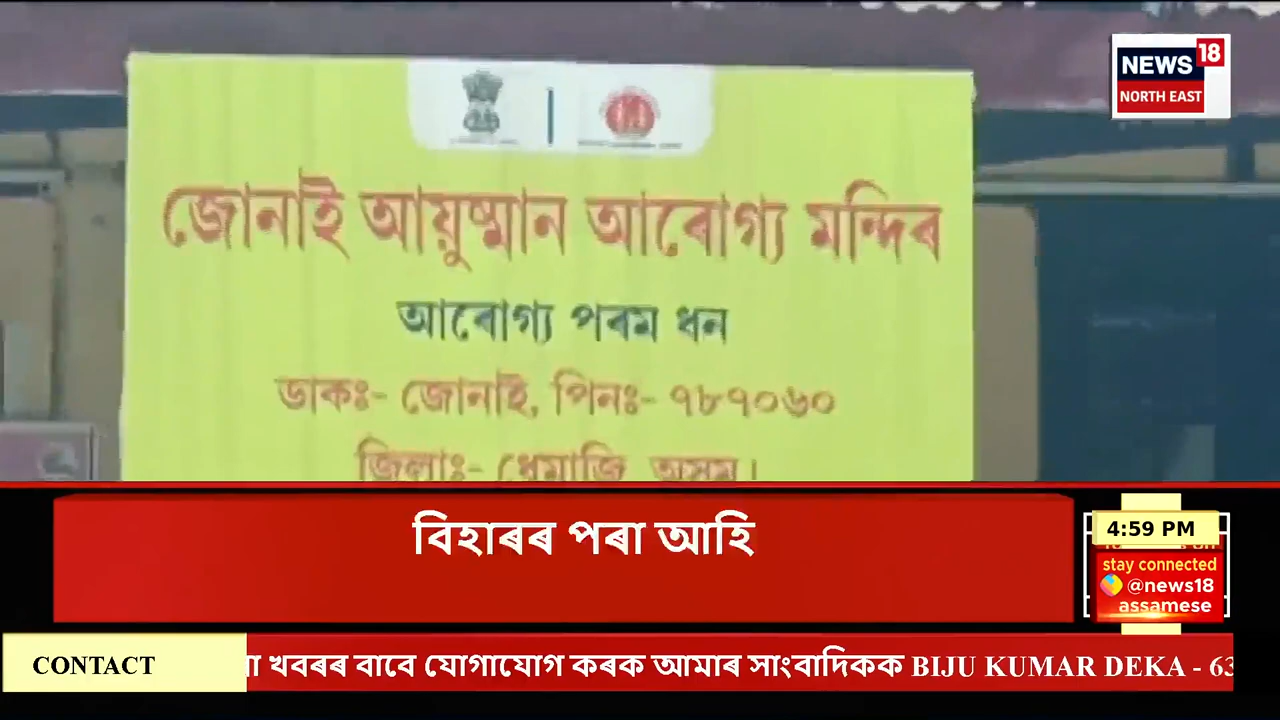 NEWS 18
NORTH EAST
জোনাই আয়ুষ্মান আৰোগ্য মন্দিৰ
আৰোগ্য পৰম ধন
ডাকঃ- জোনাই, পিনঃ- ৭৮৭০৬০
জিলাঃ- ধেমাজি, অসম।
বিহাৰৰ পৰা আহি
4:59 PM
stay connected
@news18
assamese
CONTACT
খবৰৰ বাবে যোগাযোগ কৰক আমাৰ সাংবাদিকক BIJU KUMAR DEKA - 63